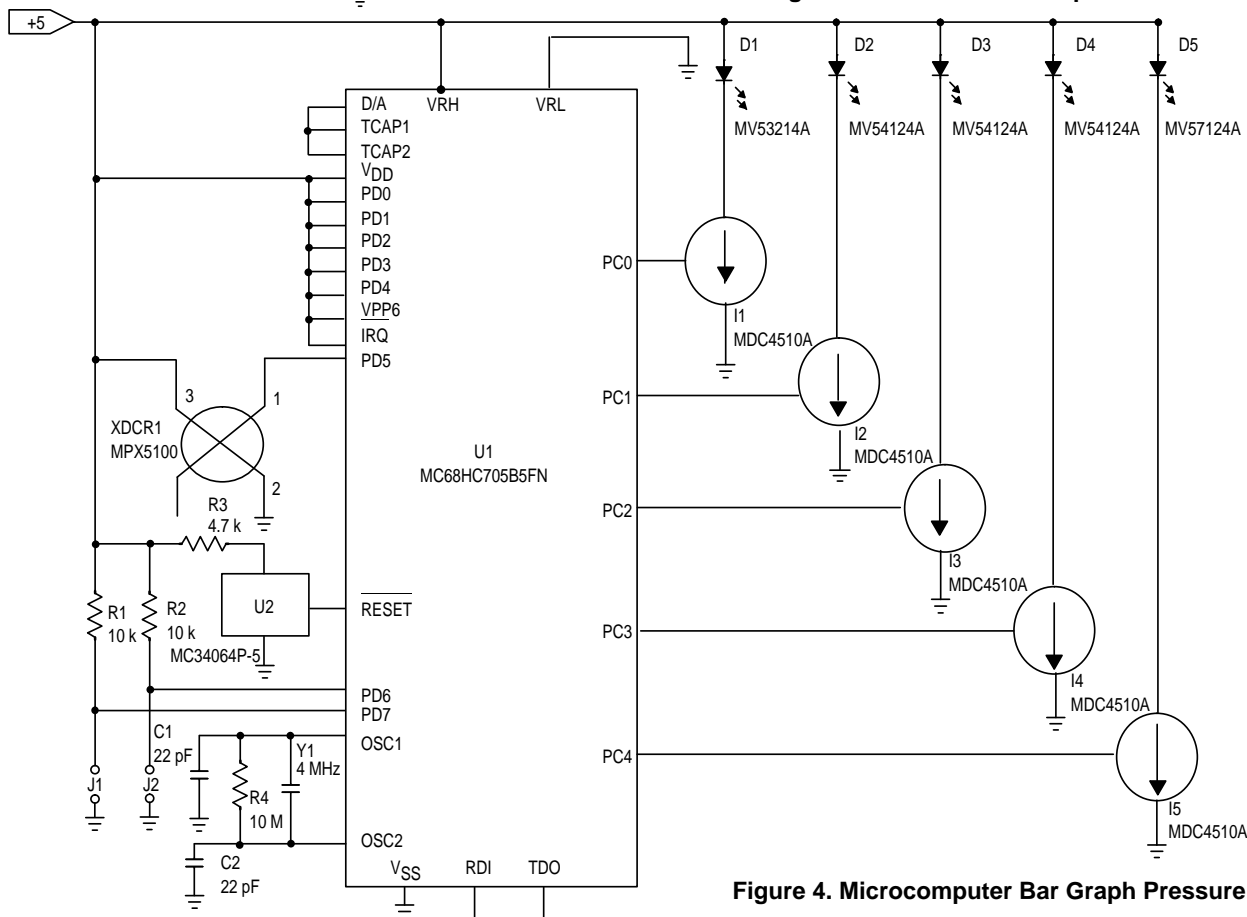 +5
D1
D2
D3
D4
D5
MV53214A
MV54124A
MV54124A
MV54124A
MV57124A
VRH
VRL
D/A
TCAP1
TCAP2
VDD
PD0
PD1
PD2
PD3
PD4
VPP6
IRQ
PD5
3
1
XDCR1
MPX5100
2
R3
4.7 k
U2
RESET
R1
10 k
R2
10 k
MC34064P-5
PD6
PD7
C1
22 pF
Y1
4 MHz
OSC1
J1
J2
R4
10 M
OSC2
C2
22 pF
VSS
RDI
TDO
U1
MC68HC705B5FN
PC0
I1
MDC4510A
PC1
I2
MDC4510A
PC2
I3
MDC4510A
PC3
I4
MDC4510A
PC4
I5
MDC4510A
Figure 4. Microcomputer Bar Graph Pressure